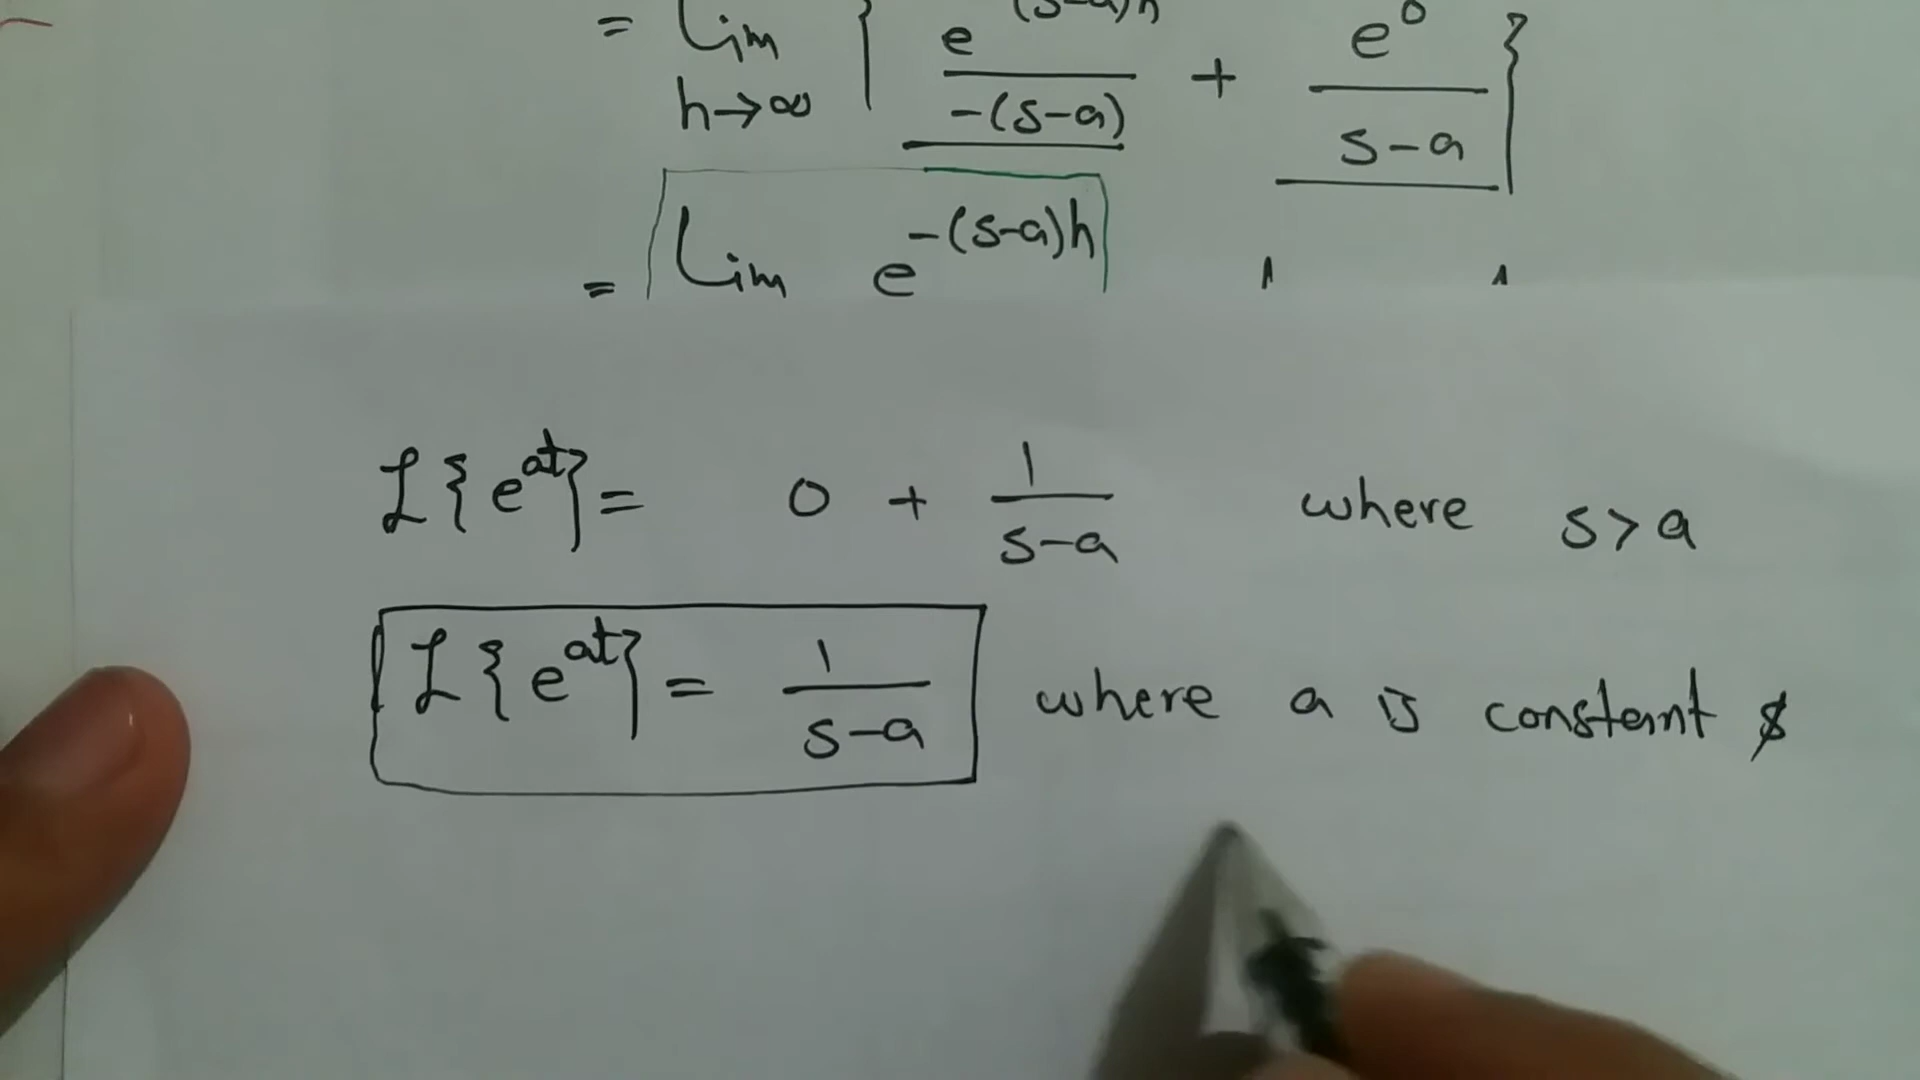 = Lim { e^(s-a)h / -(s-a) + e^0 / s-a }
h→∞
= Lim e^-(s-a)h
ℒ{e^at} = 0 + 1/s-a where s>a
ℒ{e^at} = 1/s-a where a is constant &